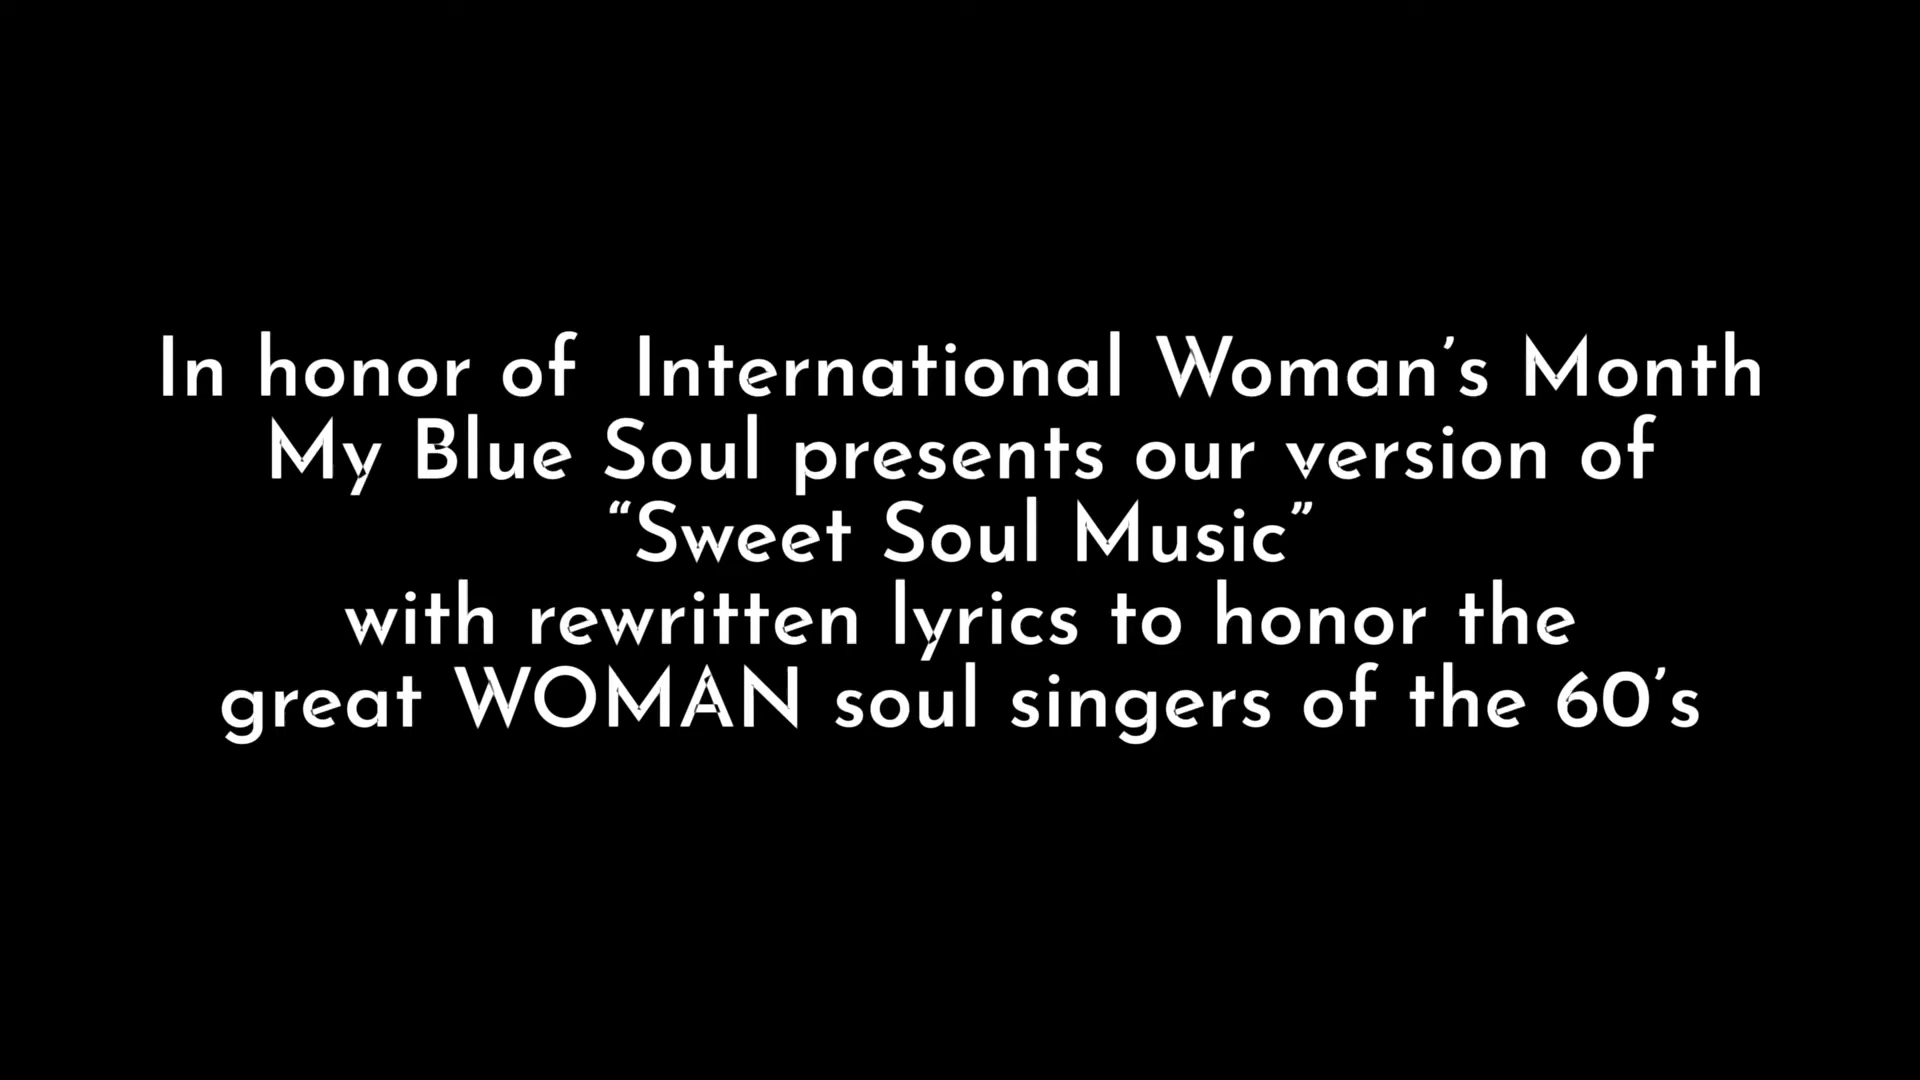 In honor of  International Woman’s Month
My Blue Soul presents our version of
“Sweet Soul Music”
with rewritten lyrics to honor the
great WOMAN soul singers of the 60’s